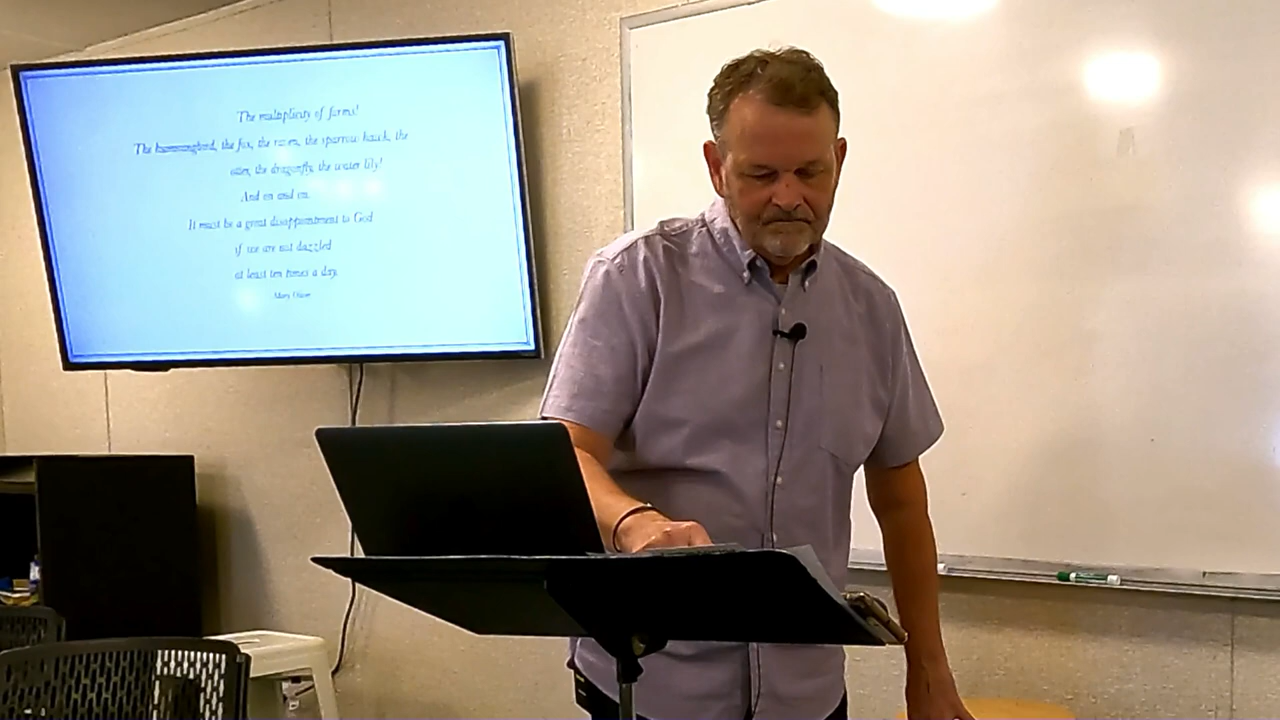 The multiplicity of forms!
The hummingbird, the fox, the raven, the sparrow hawk, the
otter, the dragonfly, the water lily!
And on and on.
It must be a great disappointment to God
if we are not dazzled
at least ten times a day.
Mary Oliver